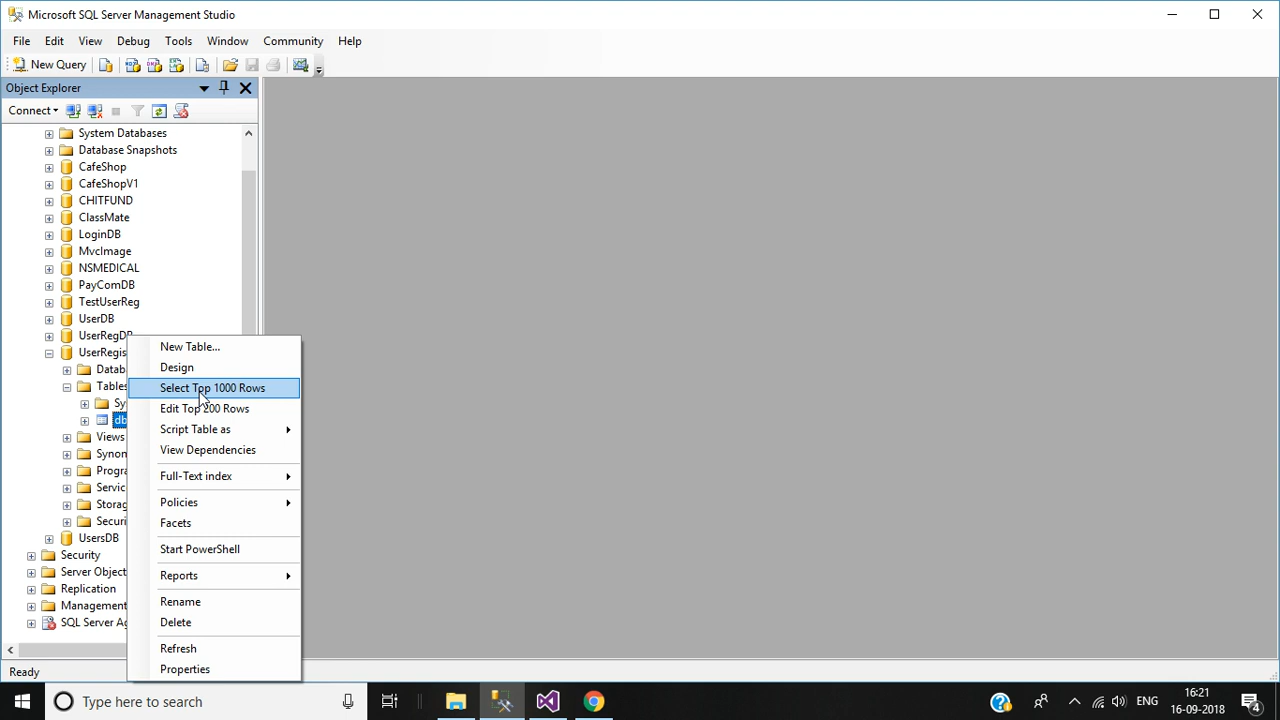 Microsoft SQL Server Management Studio
File Edit View Debug Tools Window Community Help
New Query
Object Explorer
Connect
System Databases
Database Snapshots
CafeShop
CafeShopV1
CHITFUND
ClassMate
LoginDB
MvcImage
NSMEDICAL
PayComDB
TestUserReg
UserDB
UserRegDB
UserRegis
Datab
Tables
Sy
db
Views
Synon
Progra
Servic
Storag
Securi
UsersDB
Security
Server Object
Replication
Management
SQL Server Ag
New Table...
Design
Select Top 1000 Rows
Edit Top 200 Rows
Script Table as
View Dependencies
Full-Text index
Policies
Facets
Start PowerShell
Reports
Rename
Delete
Refresh
Properties
Ready
Type here to search
ENG
16:21
16-09-2018
4